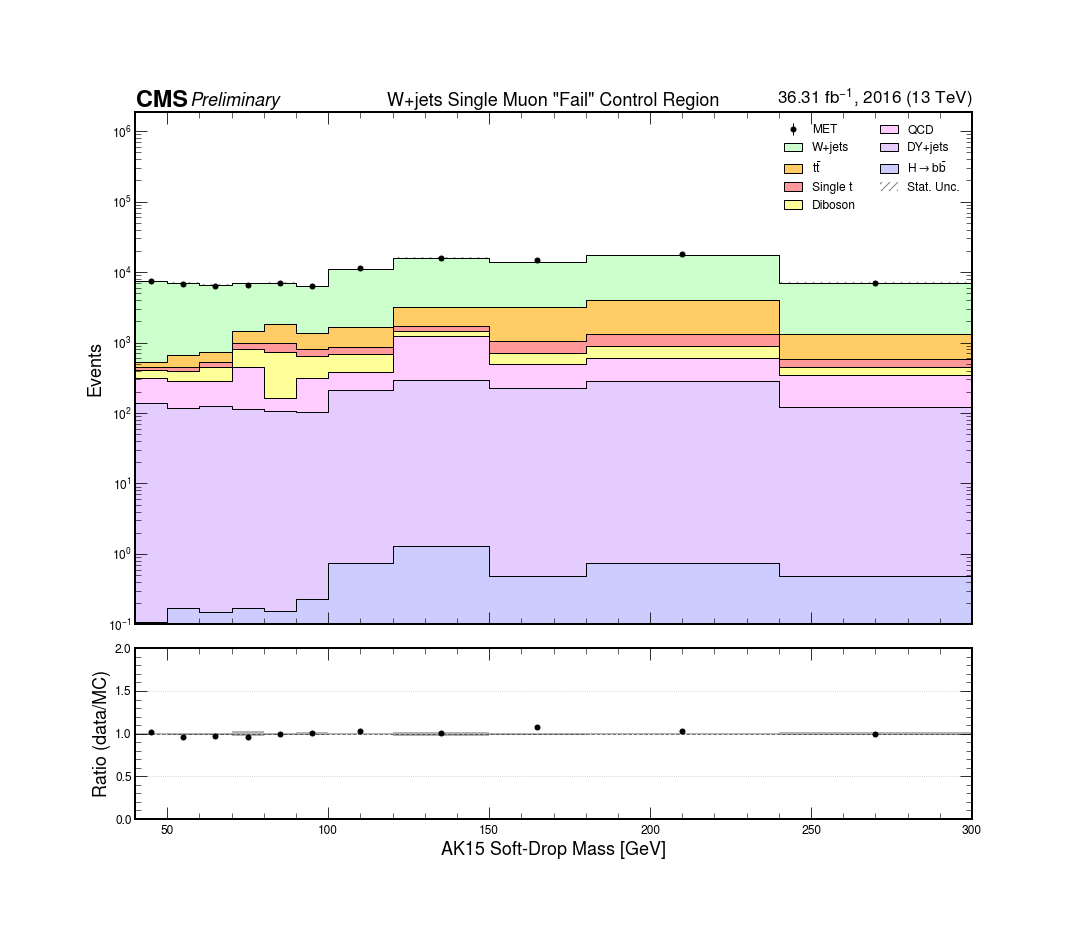 CMS Preliminary W+jets Single Muon "Fail" Control Region 36.31 fb⁻¹, 2016 (13 TeV)
MET QCD
W+jets DY+jets
tt̄ H→bb̄
Single t Stat. Unc.
Diboson
10⁶
10⁵
10⁴
10³
10²
10¹
10⁰
10⁻¹
Events
2.0
1.5
1.0
0.5
0.0
Ratio (data/MC)
50 100 150 200 250 300
AK15 Soft-Drop Mass [GeV]